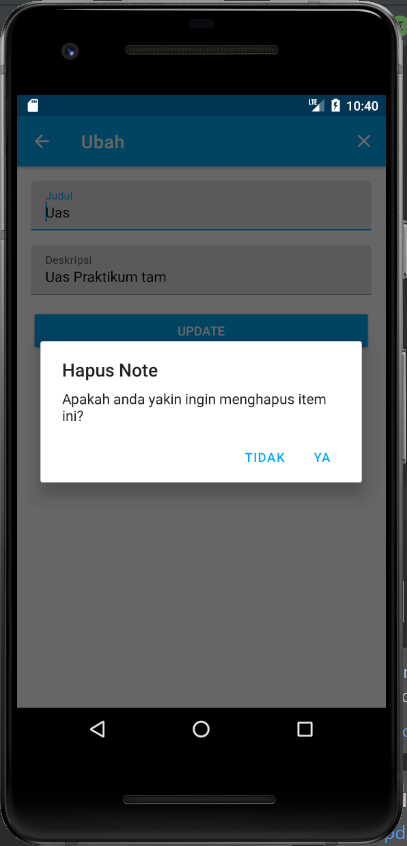 LTE 10:40
Ubah
Judul
Uas
Deskripsi
Uas Praktikum tam
UPDATE
Hapus Note
Apakah anda yakin ingin menghapus item
ini?
TIDAK YA